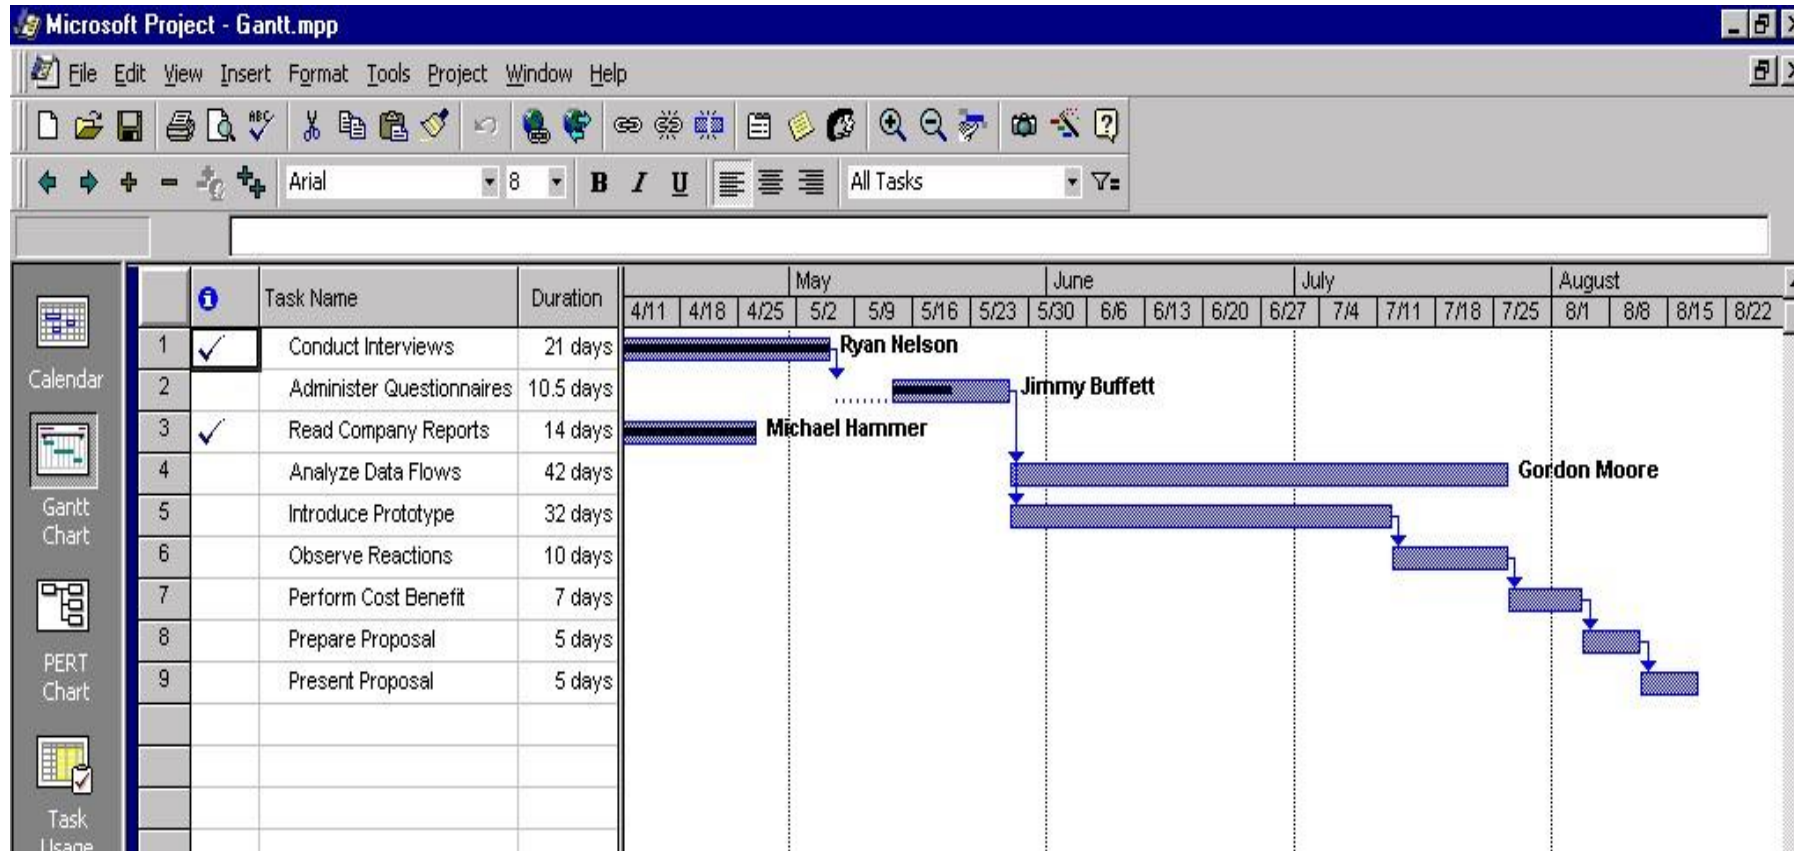 Microsoft Project - Gantt.mpp
File Edit View Insert Format Tools Project Window Help
ABC
Arial 8 B I U All Tasks
Task Name Duration May June July August
4/11 4/18 4/25 5/2 5/9 5/16 5/23 5/30 6/6 6/13 6/20 6/27 7/4 7/11 7/18 7/25 8/1 8/8 8/15 8/22
1 Conduct Interviews 21 days Ryan Nelson
2 Administer Questionnaires 10.5 days Jimmy Buffett
3 Read Company Reports 14 days Michael Hammer
4 Analyze Data Flows 42 days Gordon Moore
5 Introduce Prototype 32 days
6 Observe Reactions 10 days
7 Perform Cost Benefit 7 days
8 Prepare Proposal 5 days
9 Present Proposal 5 days
Calendar
Gantt
Chart
PERT
Chart
Task
Usage